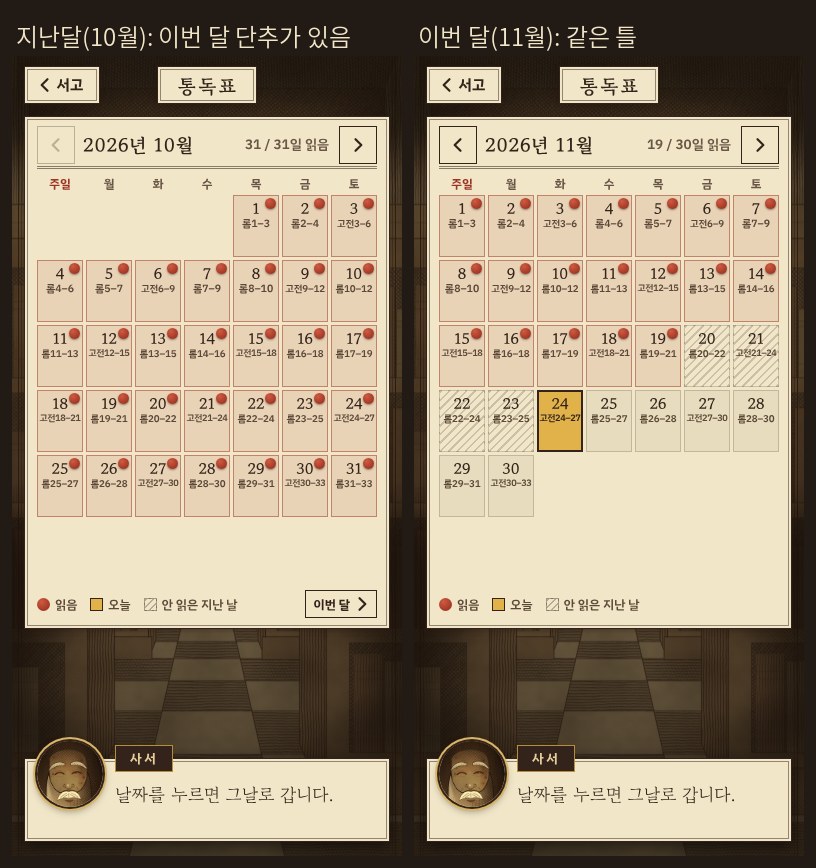 지난달(10월): 이번 달 단추가 있음
서고
통독표
2026년 10월
31 / 31일 읽음
주일 월 화 수 목 금 토
1 2 3
롬1–3 롬2–4 고전3–6
4 5 6 7 8 9 10
롬4–6 롬5–7 고전6–9 롬7–9 롬8–10 고전9–12 롬10–12
11 12 13 14 15 16 17
롬11–13 고전12–15 롬13–15 롬14–16 고전15–18 롬16–18 롬17–19
18 19 20 21 22 23 24
고전18–21 롬19–21 롬20–22 고전21–24 롬22–24 롬23–25 고전24–27
25 26 27 28 29 30 31
롬25–27 롬26–28 고전27–30 롬28–30 롬29–31 고전30–33 롬31–33
읽음 오늘 안 읽은 지난 날
이번 달
사서
날짜를 누르면 그날로 갑니다.
이번 달(11월): 같은 틀
서고
통독표
2026년 11월
19 / 30일 읽음
주일 월 화 수 목 금 토
1 2 3 4 5 6 7
롬1–3 롬2–4 고전3–6 롬4–6 롬5–7 고전6–9 롬7–9
8 9 10 11 12 13 14
롬8–10 고전9–12 롬10–12 롬11–13 고전12–15 롬13–15 롬14–16
15 16 17 18 19 20 21
고전15–18 롬16–18 롬17–19 고전18–21 롬19–21 롬20–22 고전21–24
22 23 24 25 26 27 28
롬22–24 롬23–25 고전24–27 롬25–27 롬26–28 고전27–30 롬28–30
29 30
롬29–31 고전30–33
읽음 오늘 안 읽은 지난 날
사서
날짜를 누르면 그날로 갑니다.